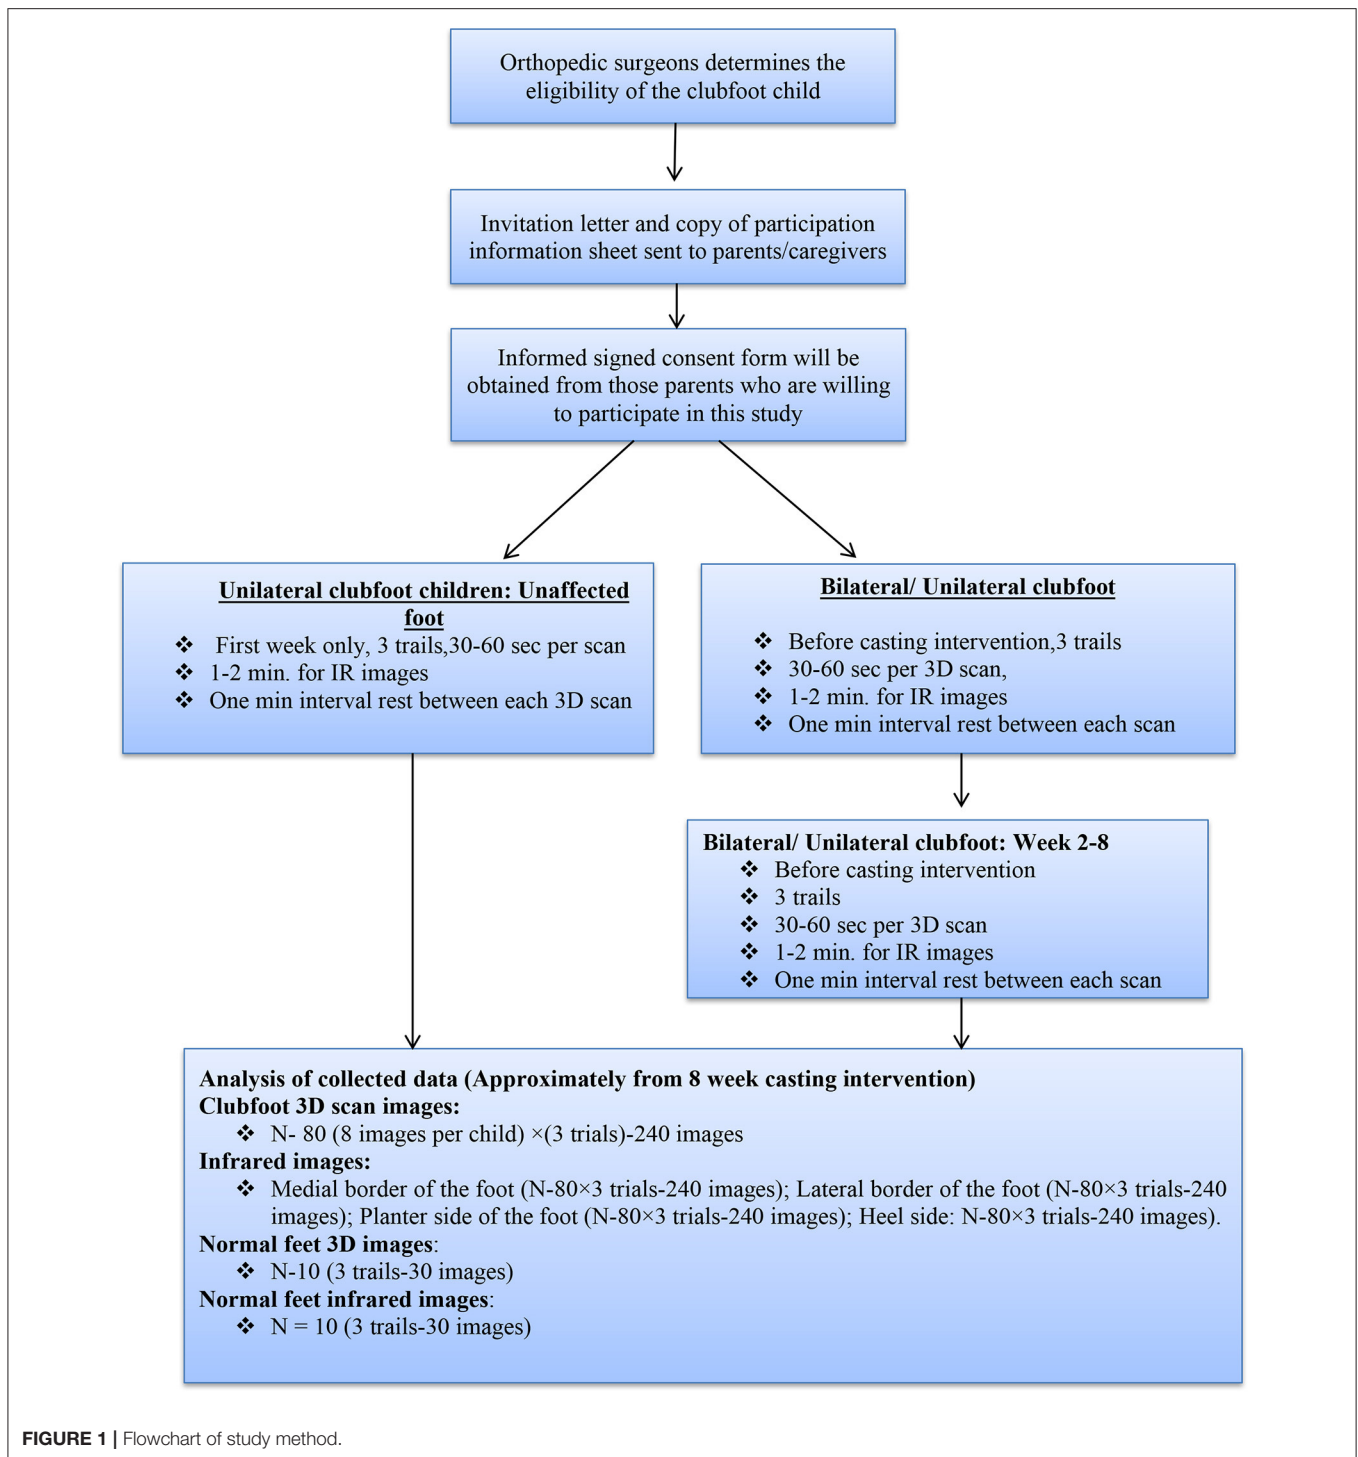 Orthopedic surgeons determines the
eligibility of the clubfoot child
Invitation letter and copy of participation
information sheet sent to parents/caregivers
Informed signed consent form will be
obtained from those parents who are willing
to participate in this study
Unilateral clubfoot children: Unaffected
foot
❖ First week only, 3 trails,30-60 sec per scan
❖ 1-2 min. for IR images
❖ One min interval rest between each 3D scan
Bilateral/ Unilateral clubfoot
❖ Before casting intervention,3 trails
❖ 30-60 sec per 3D scan,
❖ 1-2 min. for IR images
❖ One min interval rest between each scan
Bilateral/ Unilateral clubfoot: Week 2-8
❖ Before casting intervention
❖ 3 trails
❖ 30-60 sec per 3D scan
❖ 1-2 min. for IR images
❖ One min interval rest between each scan
Analysis of collected data (Approximately from 8 week casting intervention)
Clubfoot 3D scan images:
❖ N- 80 (8 images per child) ×(3 trials)-240 images
Infrared images:
❖ Medial border of the foot (N-80×3 trials-240 images); Lateral border of the foot (N-80×3 trials-240
images); Planter side of the foot (N-80×3 trials-240 images); Heel side: N-80×3 trials-240 images).
Normal feet 3D images:
❖ N-10 (3 trails-30 images)
Normal feet infrared images:
❖ N = 10 (3 trails-30 images)
FIGURE 1 | Flowchart of study method.